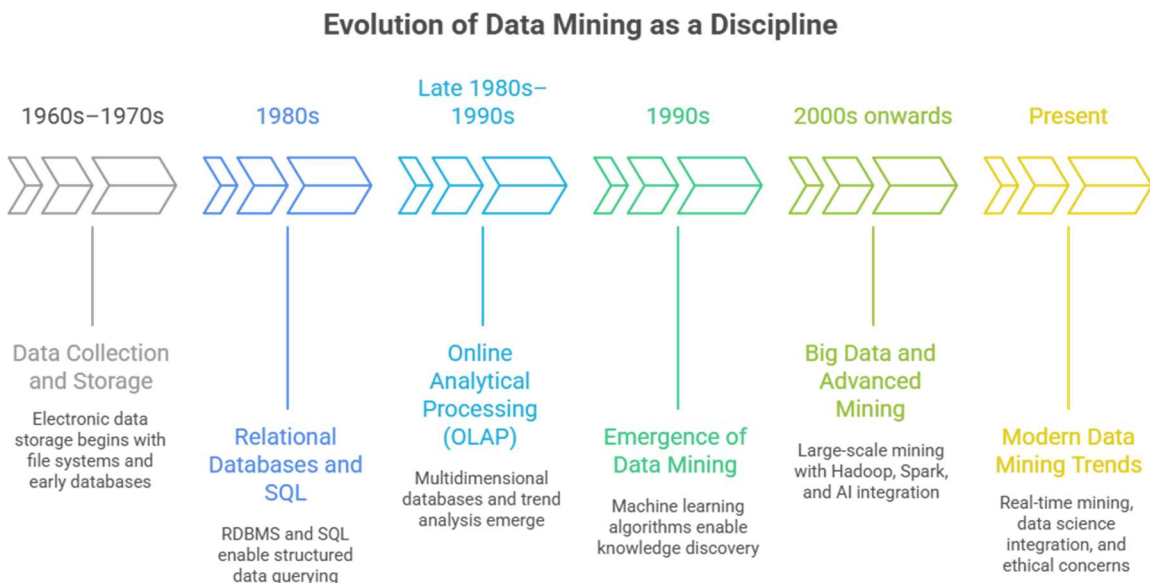 Evolution of Data Mining as a Discipline
1960s–1970s
Data Collection
and Storage
Electronic data
storage begins with
file systems and
early databases
1980s
Relational
Databases and
SQL
RDBMS and SQL
enable structured
data querying
Late 1980s–
1990s
Online
Analytical
Processing
(OLAP)
Multidimensional
databases and trend
analysis emerge
1990s
Emergence of
Data Mining
Machine learning
algorithms enable
knowledge discovery
2000s onwards
Big Data and
Advanced
Mining
Large-scale mining
with Hadoop, Spark,
and AI integration
Present
Modern Data
Mining Trends
Real-time mining,
data science
integration, and
ethical concerns